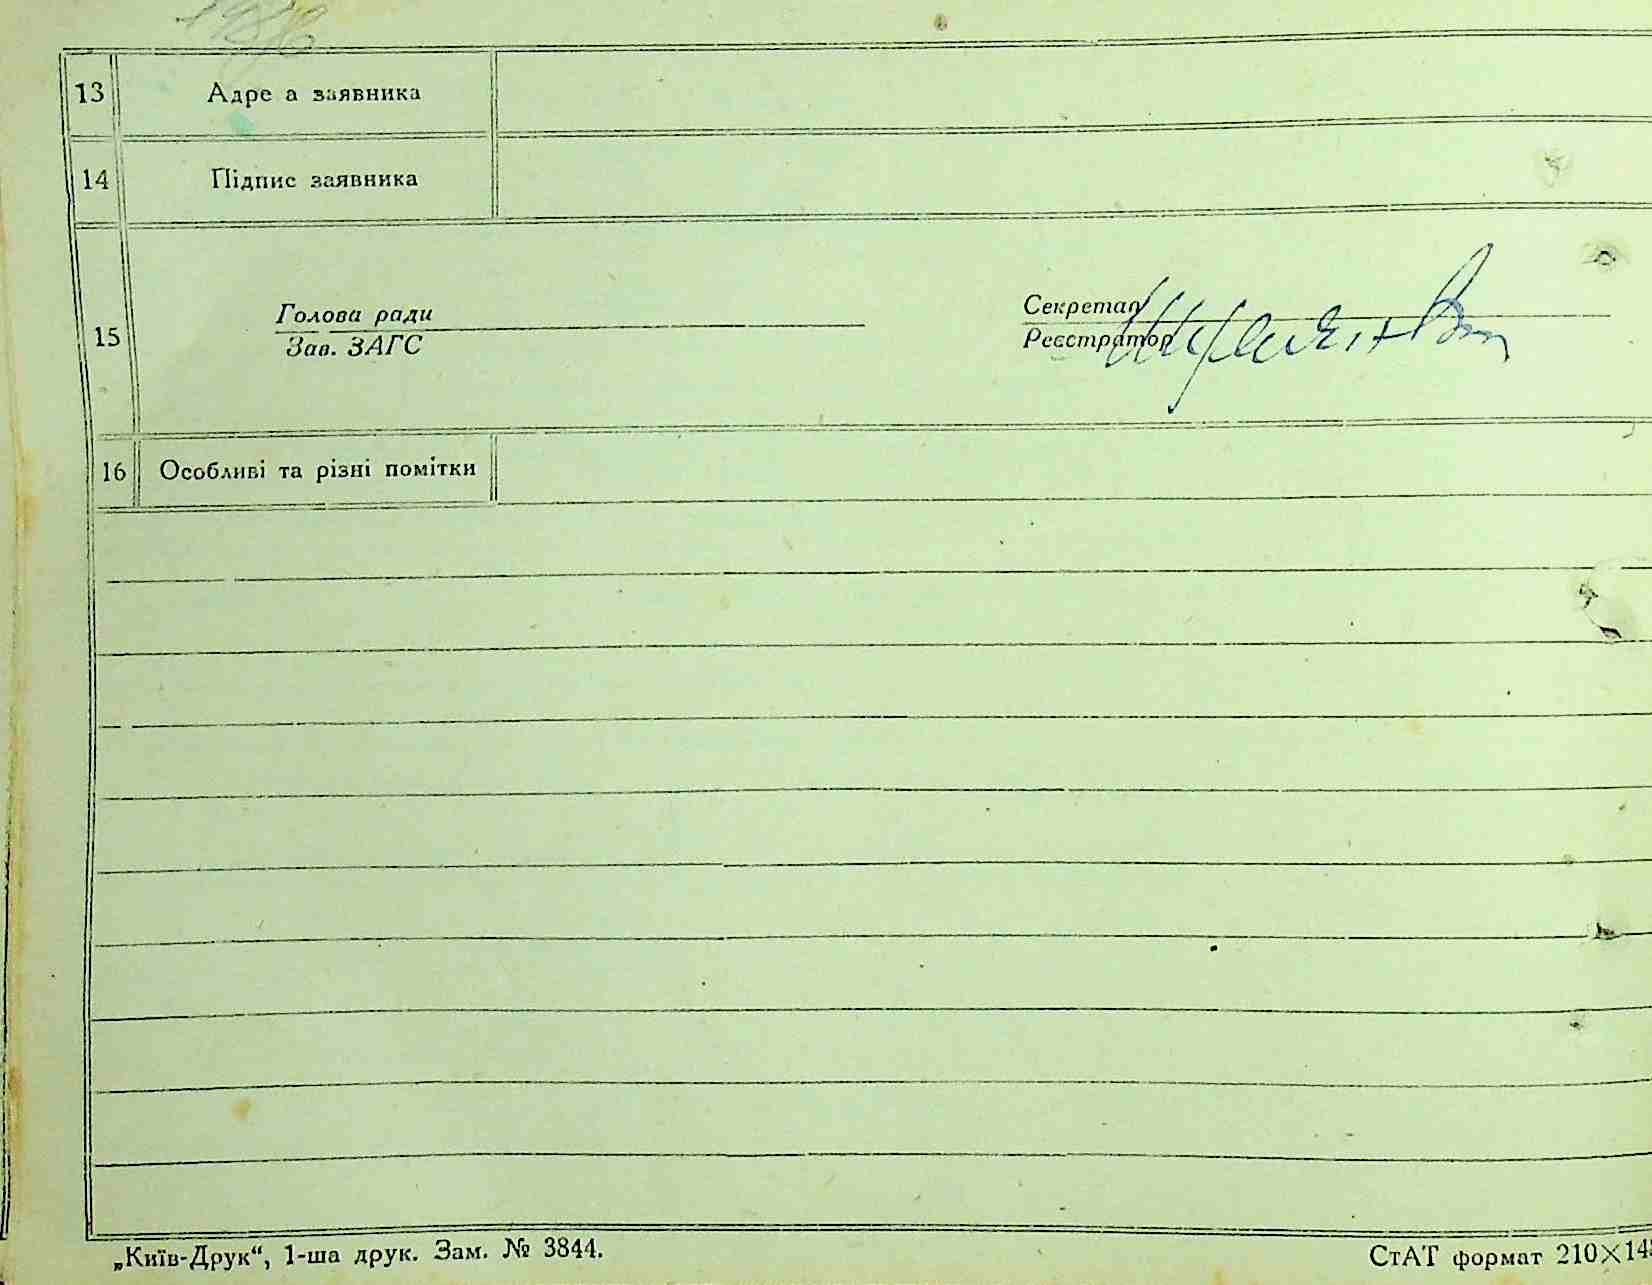 13 Адре а заявника
14 Підпис заявника
15
Голова ради
Зав. ЗАГС
Секретар
Реєстратор
16 Особливі та різні помітки
„Київ-Друк“, 1-ша друк. Зам. № 3844.
СтАТ формат 210×148